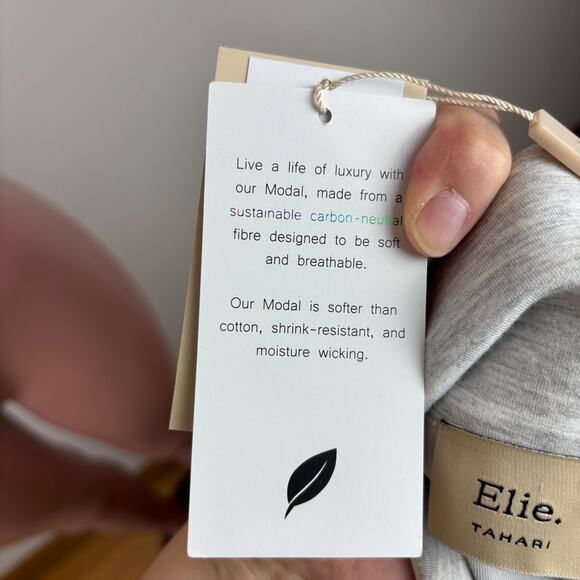 Live a life of luxury with
our Modal, made from a
sustainable carbon-neutral
fibre designed to be soft
and breathable.
Our Modal is softer than
cotton, shrink-resistant, and
moisture wicking.
Elie.
TAHARI